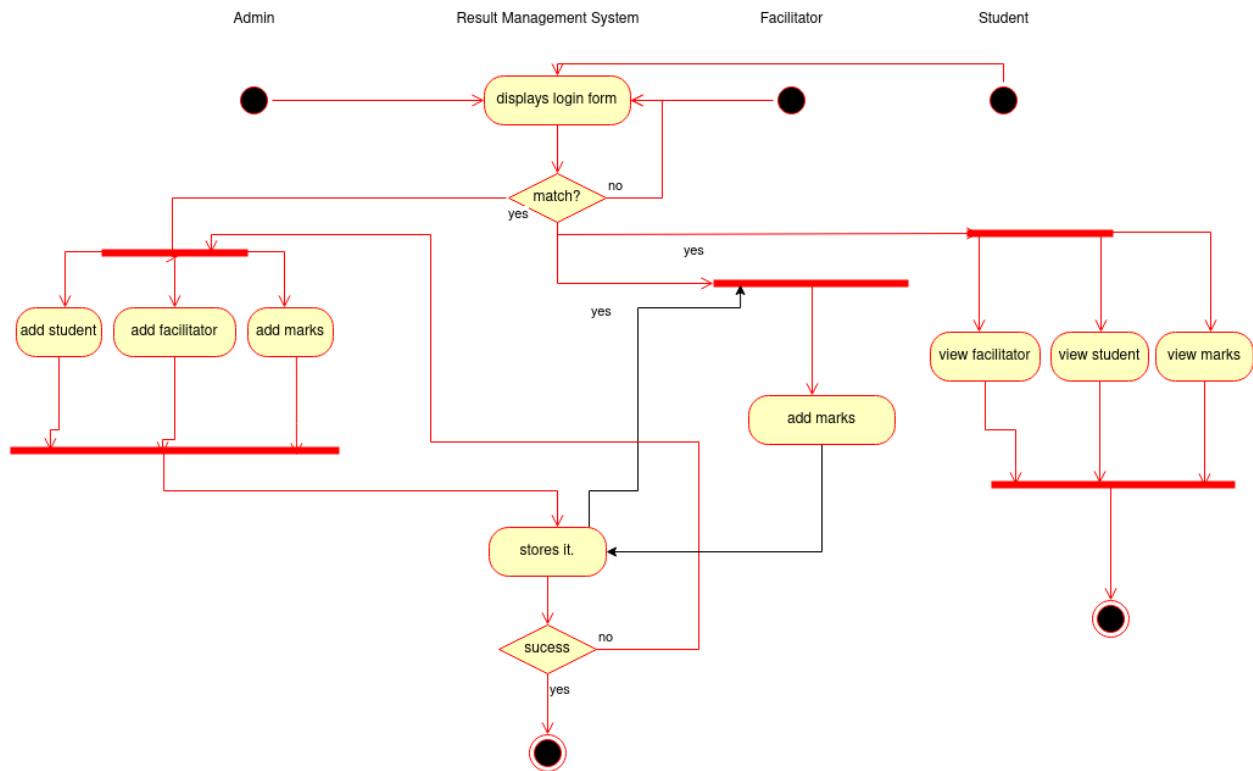 Admin
Result Management System
Facilitator
Student
displays login form
match?
no
yes
yes
yes
add student
add facilitator
add marks
view facilitator
view student
view marks
add marks
stores it.
sucess
no
yes